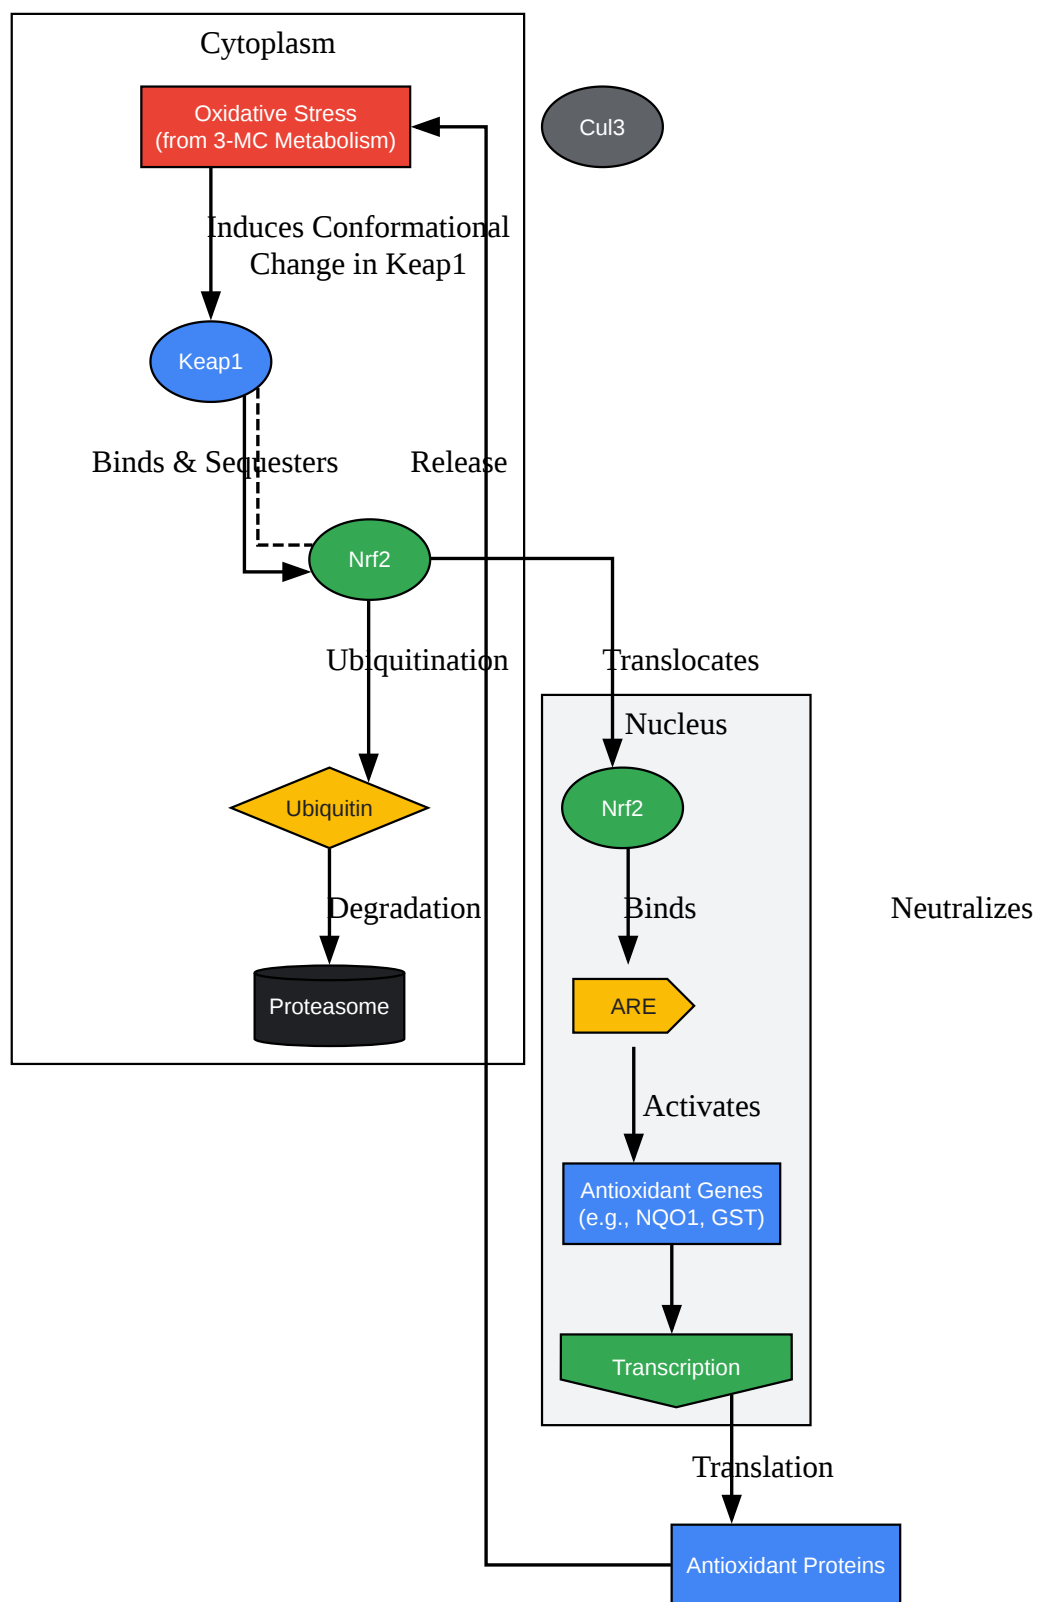 Cytoplasm
Oxidative Stress
(from 3-MC Metabolism)
Cul3
Induces Conformational
Change in Keap1
Keap1
Binds & Sequesters
Release
Nrf2
Ubiquitination
Translocates
Nucleus
Ubiquitin
Nrf2
Degradation
Binds
Neutralizes
Proteasome
ARE
Activates
Antioxidant Genes
(e.g., NQO1, GST)
Transcription
Translation
Antioxidant Proteins